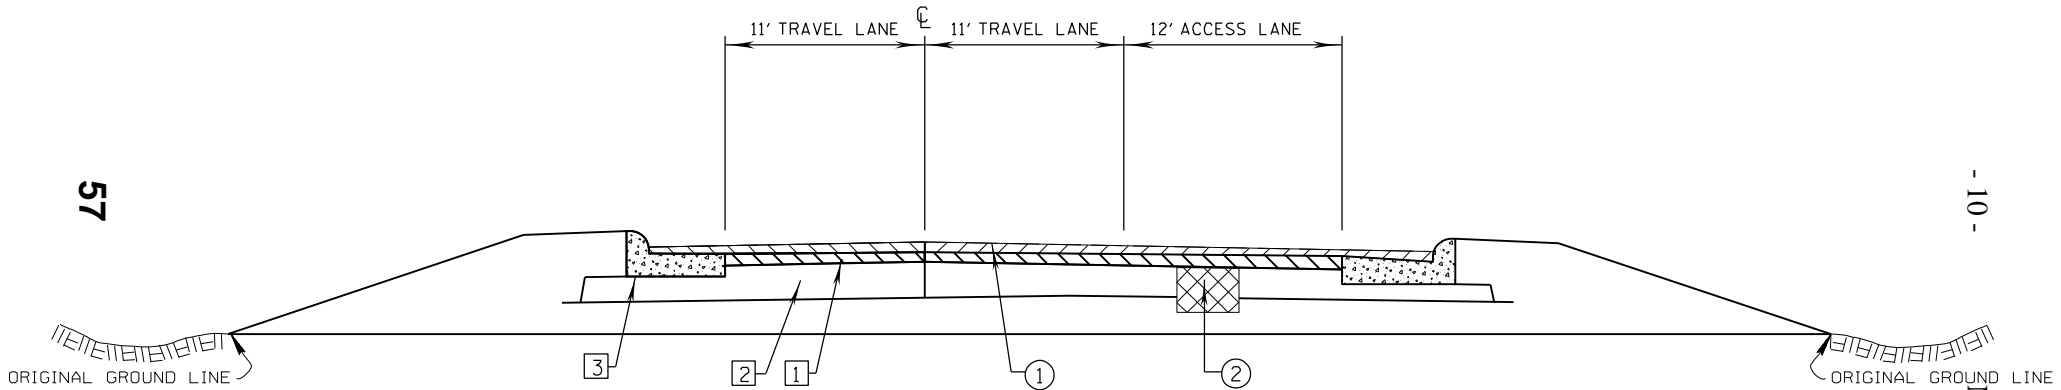 ℄
11' TRAVEL LANE 11' TRAVEL LANE 12' ACCESS LANE
57
- 10 -
3
2
1
1
2
ORIGINAL GROUND LINE
ORIGINAL GROUND LINE